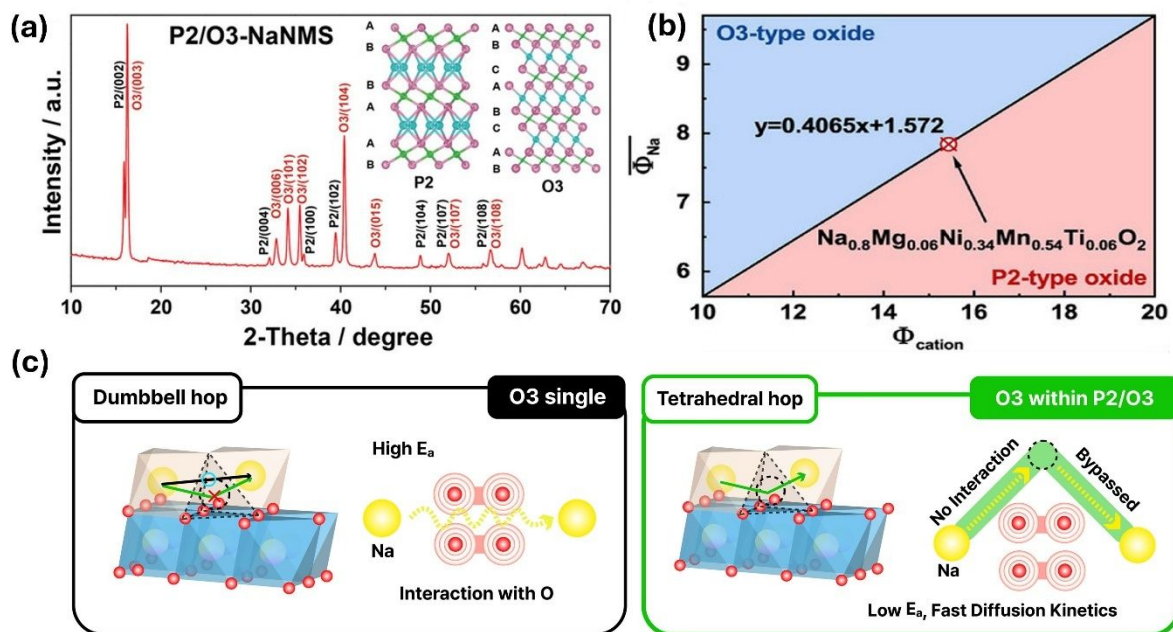 (a)
P2/O3-NaNMS
Intensity / a.u.
P2/(002)
O3/(003)
P2/(004)
O3/(006)
O3/(101)
O3/(102)
P2/(100)
P2/(102)
O3/(104)
O3/(015)
P2/(104)
P2/(107)
O3/(107)
P2/(108)
O3/(108)
A
B
B
A
A
B
P2
A
B
C
A
B
C
A
B
O3
10 20 30 40 50 60 70
2-Theta / degree
(b)
O3-type oxide
y=0.4065x+1.572
Na0.8Mg0.06Ni0.34Mn0.54Ti0.06O2
P2-type oxide
Φ̅Na
9
8
7
6
10 12 14 16 18 20
Φcation
(c)
Dumbbell hop
O3 single
High Ea
Na
Interaction with O
Tetrahedral hop
O3 within P2/O3
No Interaction
Bypassed
Na
Low Ea, Fast Diffusion Kinetics